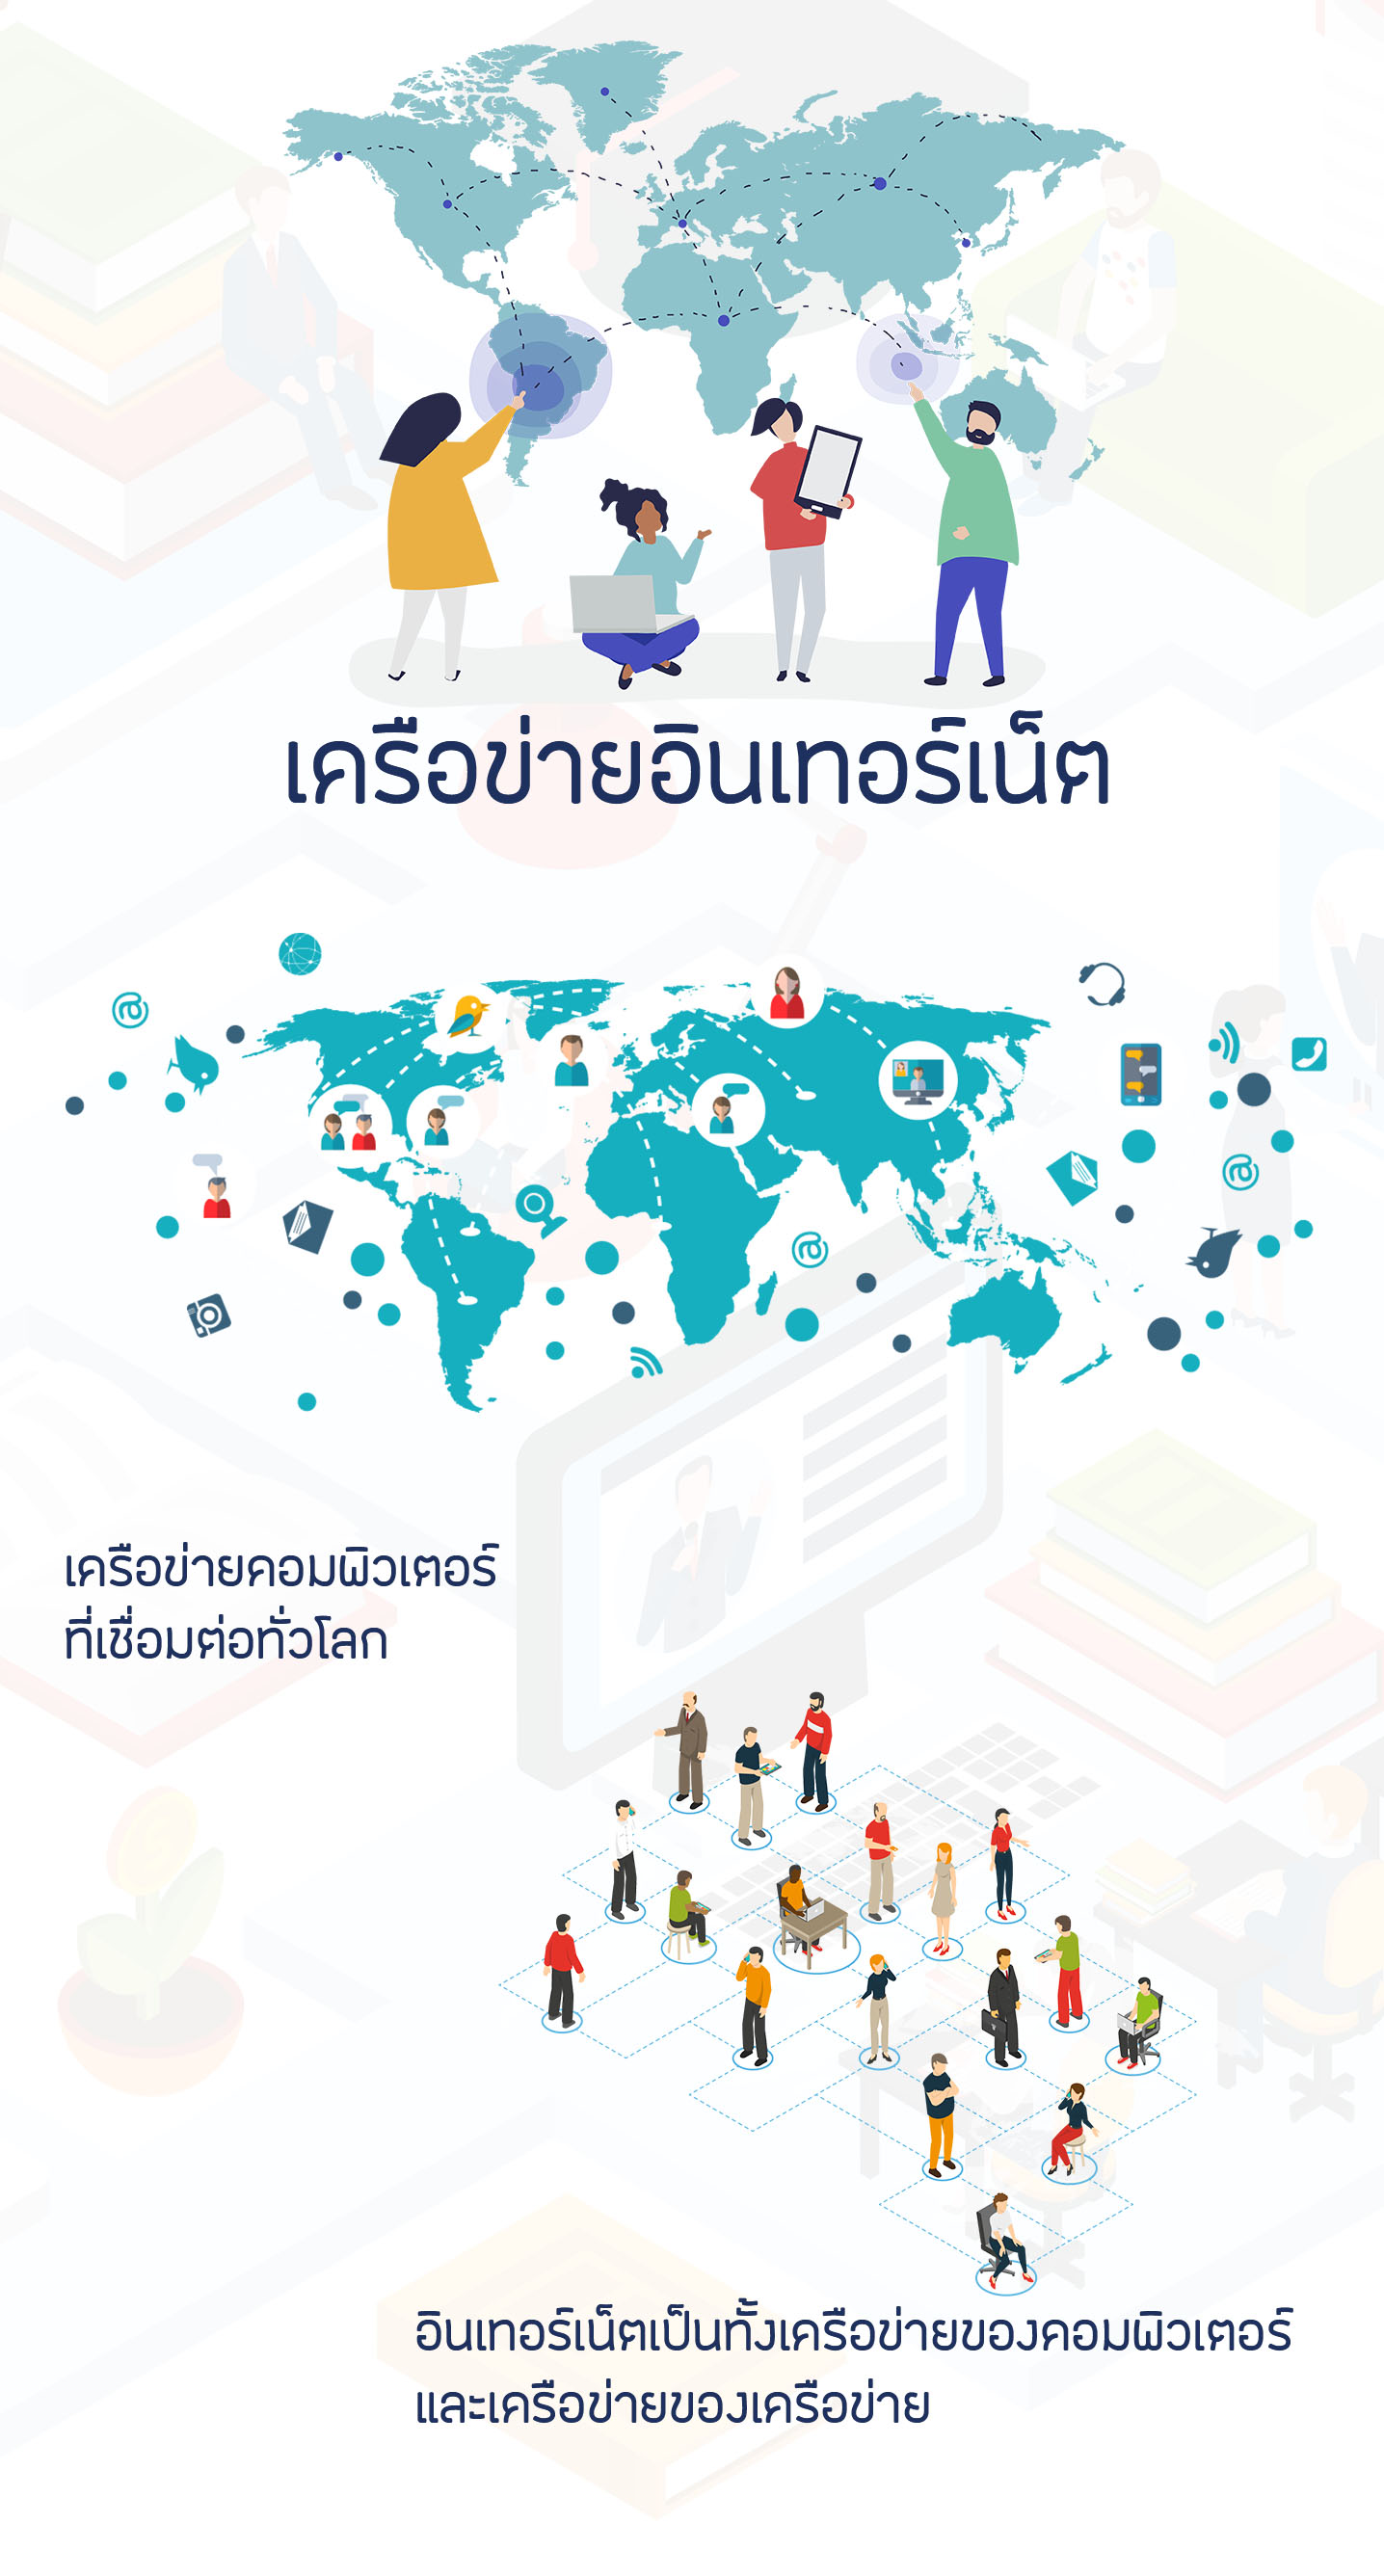 เครือข่ายอินเทอร์เน็ต
เครือข่ายคอมพิวเตอร์
ที่เชื่อมต่อทั่วโลก
อินเทอร์เน็ตเป็นทั้งเครือข่ายของคอมพิวเตอร์
และเครือข่ายของเครือข่าย